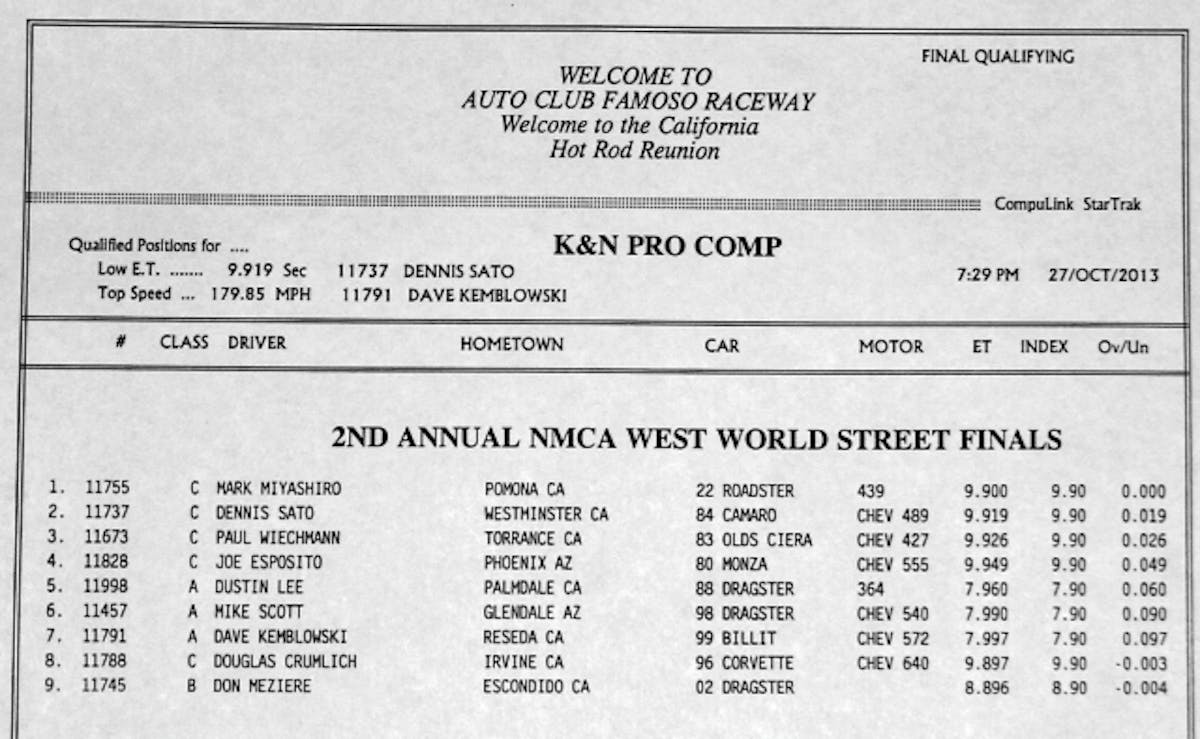 FINAL QUALIFYING
WELCOME TO
AUTO CLUB FAMOSO RACEWAY
Welcome to the California
Hot Rod Reunion
CompuLink StarTrak
Qualified Positions for .... K&N PRO COMP
Low E.T. ....... 9.919 Sec 11737 DENNIS SATO 7:29 PM 27/OCT/2013
Top Speed ... 179.85 MPH 11791 DAVE KEMBLOWSKI
# CLASS DRIVER HOMETOWN CAR MOTOR ET INDEX Ov/Un
2ND ANNUAL NMCA WEST WORLD STREET FINALS
1. 11755 C MARK MIYASHIRO POMONA CA 22 ROADSTER 439 9.900 9.90 0.000
2. 11737 C DENNIS SATO WESTMINSTER CA 84 CAMARO CHEV 489 9.919 9.90 0.019
3. 11673 C PAUL WIECHMANN TORRANCE CA 83 OLDS CIERA CHEV 427 9.926 9.90 0.026
4. 11828 C JOE ESPOSITO PHOENIX AZ 80 MONZA CHEV 555 9.949 9.90 0.049
5. 11998 A DUSTIN LEE PALMDALE CA 88 DRAGSTER 364 7.960 7.90 0.060
6. 11457 A MIKE SCOTT GLENDALE AZ 98 DRAGSTER CHEV 540 7.990 7.90 0.090
7. 11791 A DAVE KEMBLOWSKI RESEDA CA 99 BILLIT CHEV 572 7.997 7.90 0.097
8. 11788 C DOUGLAS CRUMLICH IRVINE CA 96 CORVETTE CHEV 640 9.897 9.90 -0.003
9. 11745 B DON MEZIERE ESCONDIDO CA 02 DRAGSTER 8.896 8.90 -0.004